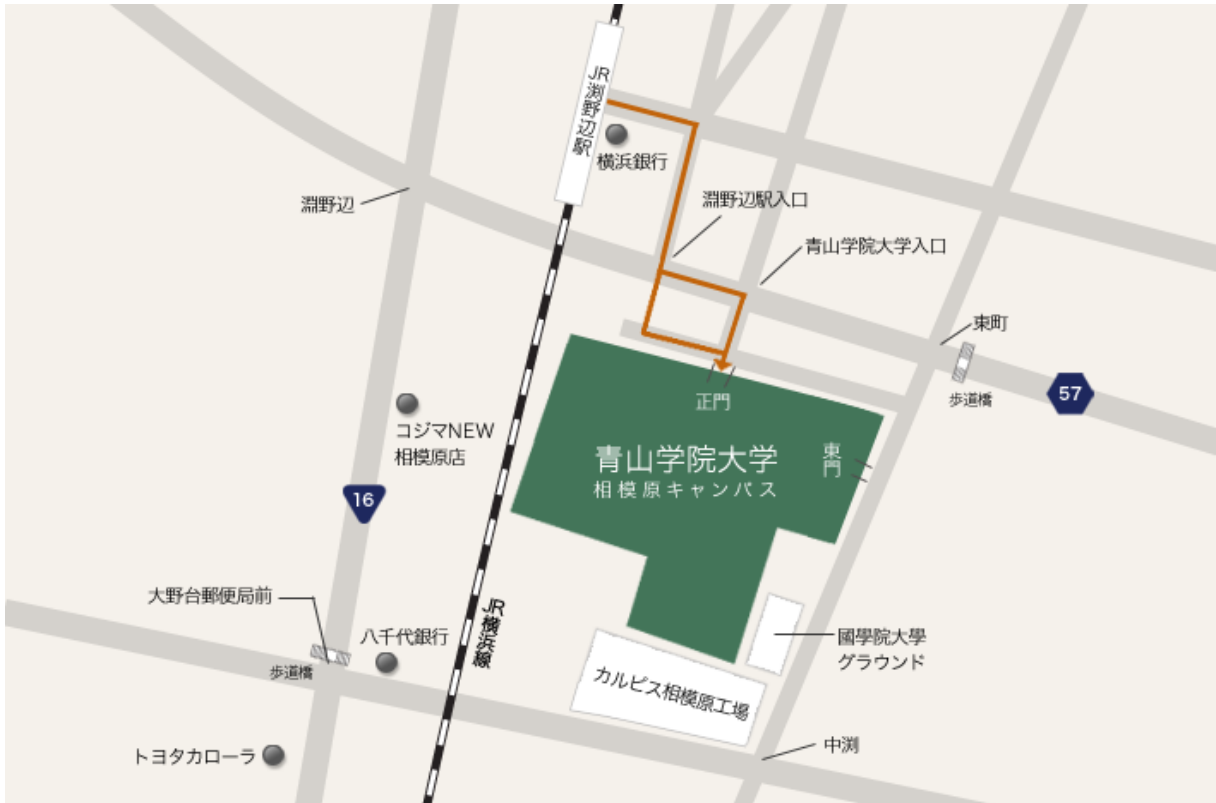 JR渕野辺駅
横浜銀行
淵野辺
淵野辺駅入口
青山学院大学入口
東町
歩道橋
57
正門
コジマNEW
相模原店
青山学院大学
相模原キャンパス
東門
16
大野台郵便局前
八千代銀行
歩道橋
JR横浜線
國學院大學
グラウンド
カルピス相模原工場
中渕
トヨタカローラ